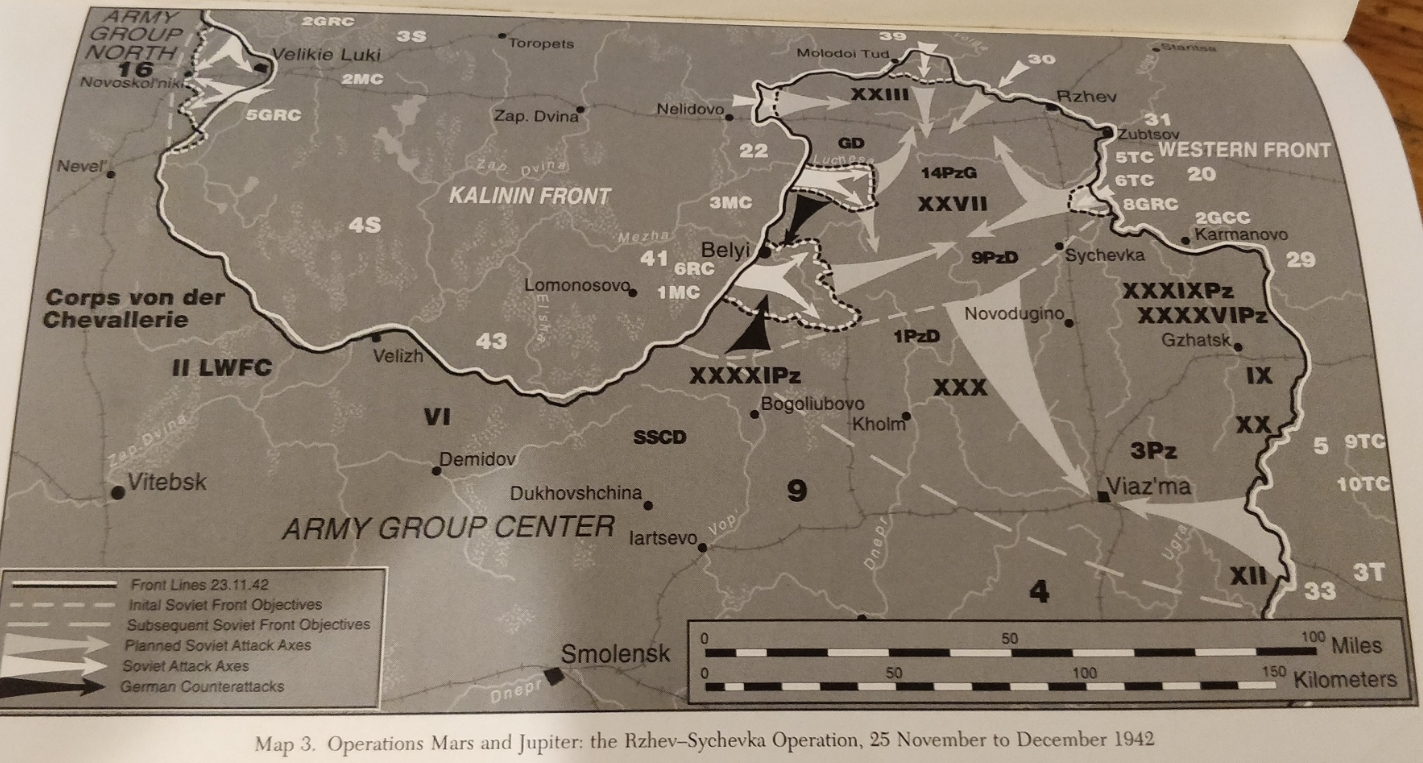 ARMY
GROUP
NORTH
16
2GRC
3S
Toropets
Velikie Luki
Novoskol'niki
2MC
5GRC
Nevel'
Zap. Dvina
Nelidovo
Molodoi Tud
39
Volga
30
Staritsa
XXIII
Rzhev
31
Zubtsov
WESTERN FRONT
5TC
6TC
20
8GRC
2GCC
Karmanovo
29
22
GD
Luchesa
14PzG
XXVII
Zap. Dvina
KALININ FRONT
3MC
4S
Mezha
Belyi
41
6RC
1MC
Lomonosovo
9PzD
Sychevka
XXXIXPz
XXXXVIPz
Novodugino
Gzhatsk
1PzD
Corps von der
Chevallerie
II LWFC
Velizh
43
XXXXIPz
XXX
IX
Bogoliubovo
Kholm
XX
VI
SSCD
5
9TC
Demidov
3Pz
10TC
Zap. Dvina
Vitebsk
Dukhovshchina
9
Viaz'ma
ARMY GROUP CENTER
Iartsevo
Vop'
Dnepr
Ugra
4
XII
33
3T
Smolensk
Dnepr
Front Lines 23.11.42
Inital Soviet Front Objectives
Subsequent Soviet Front Objectives
Planned Soviet Attack Axes
Soviet Attack Axes
German Counterattacks
0 50 100 Miles
0 50 100 150 Kilometers
Map 3. Operations Mars and Jupiter: the Rzhev–Sychevka Operation, 25 November to December 1942